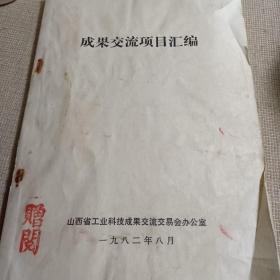 成果交流项目汇编
山西省工业科技成果交流交易会办公室
一九八二年八月
赠阅